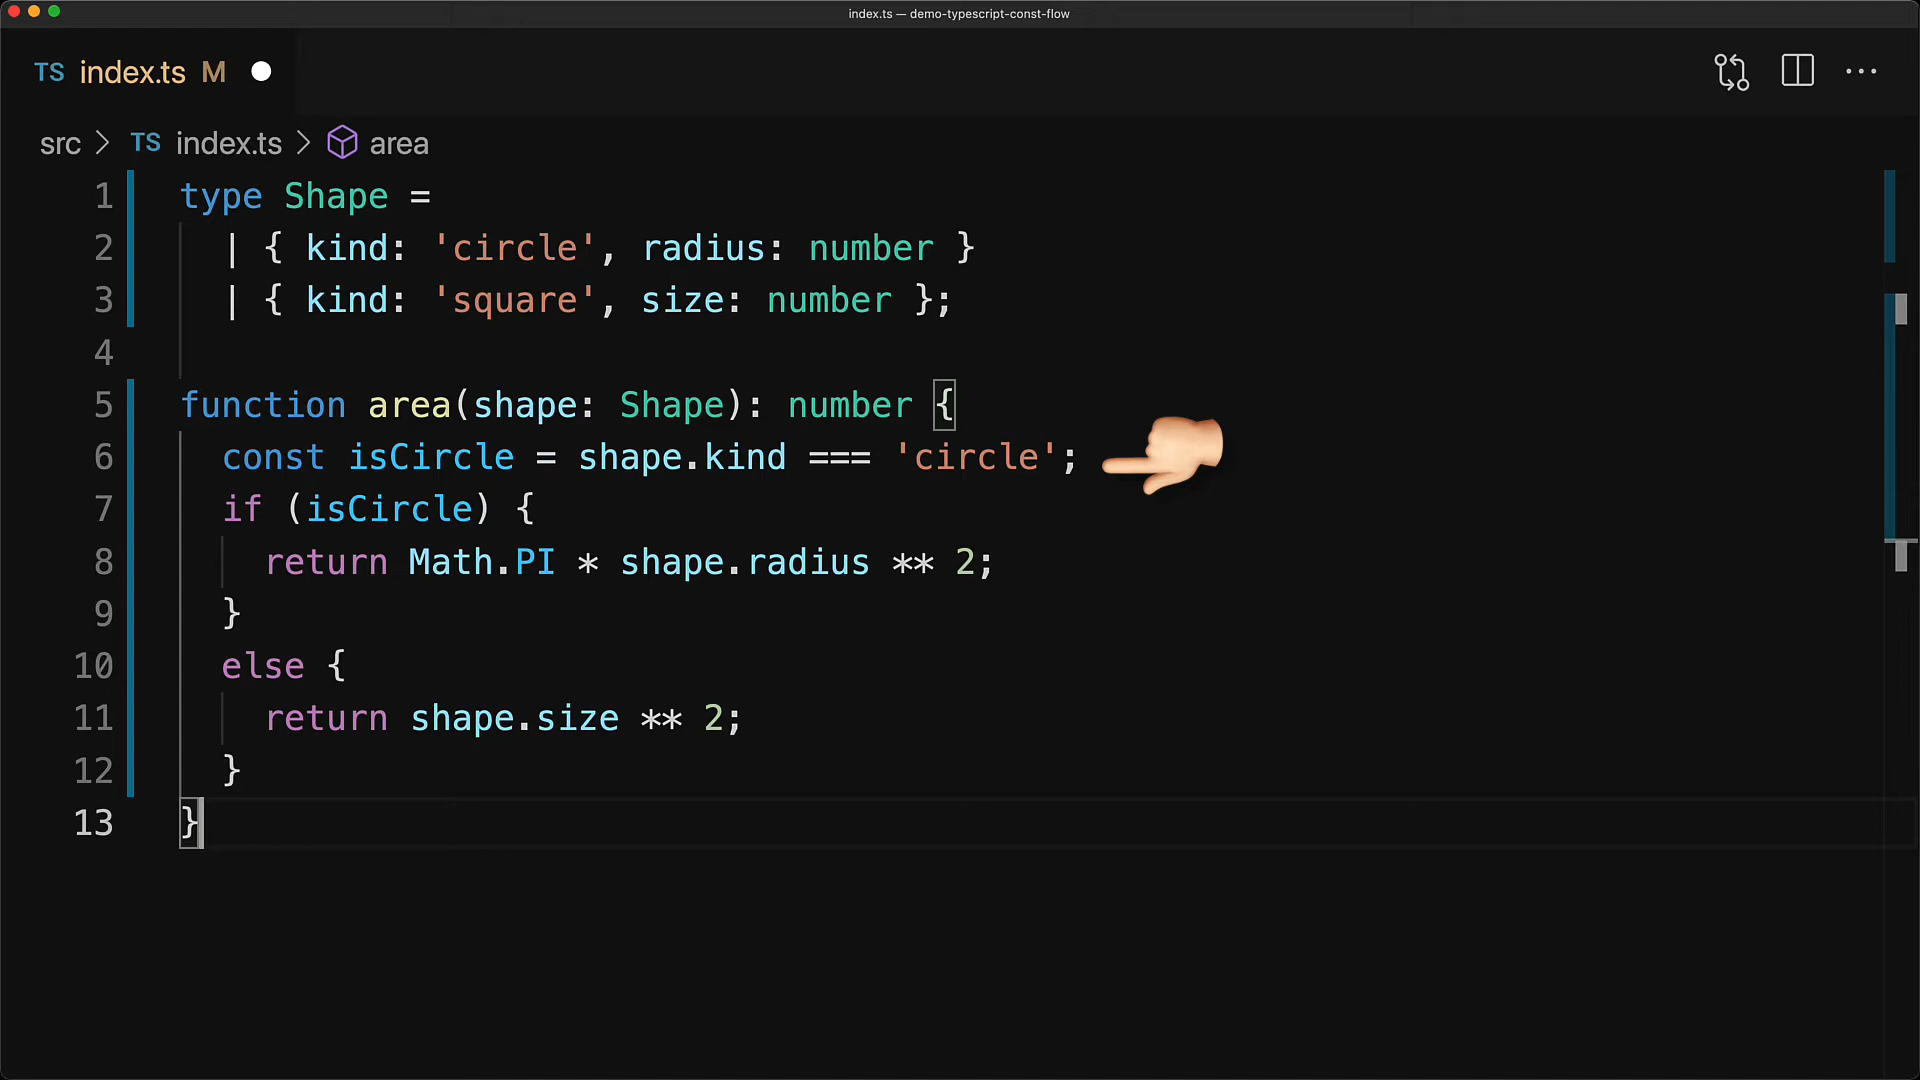 index.ts — demo-typescript-const-flow
TS index.ts M
src > TS index.ts > area
1 type Shape =
2   | { kind: 'circle', radius: number }
3   | { kind: 'square', size: number };
4
5 function area(shape: Shape): number {
6   const isCircle = shape.kind === 'circle';
7   if (isCircle) {
8     return Math.PI * shape.radius ** 2;
9   }
10   else {
11     return shape.size ** 2;
12   }
13 }